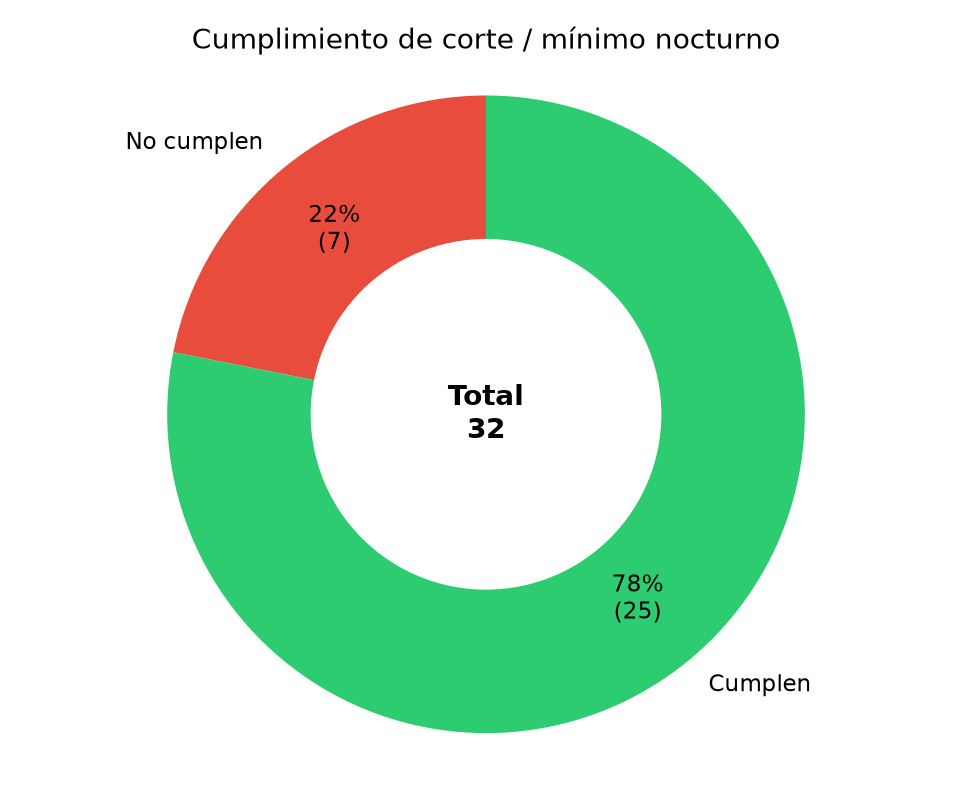 Cumplimiento de corte / mínimo nocturno
No cumplen
22%
(7)
Total
32
78%
(25)
Cumplen